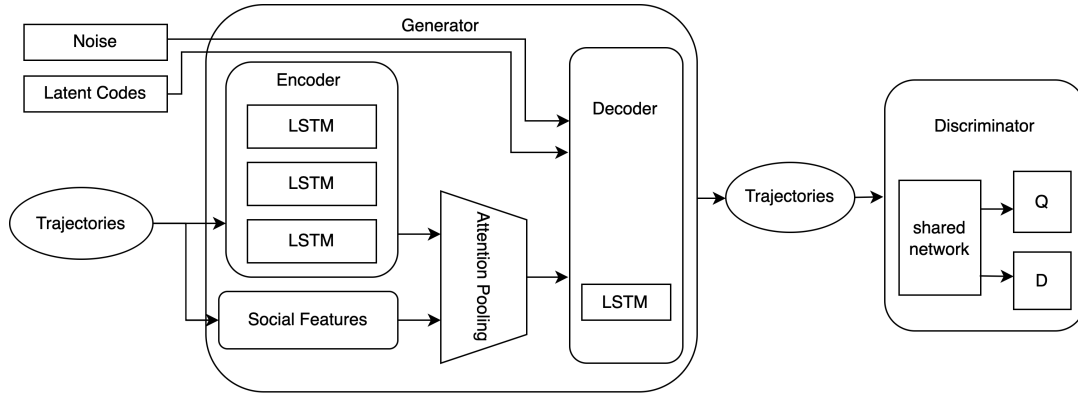 Generator
Noise
Latent Codes
Encoder
LSTM
LSTM
LSTM
Decoder
LSTM
Trajectories
Social Features
Attention Pooling
Trajectories
Discriminator
shared
network
Q
D